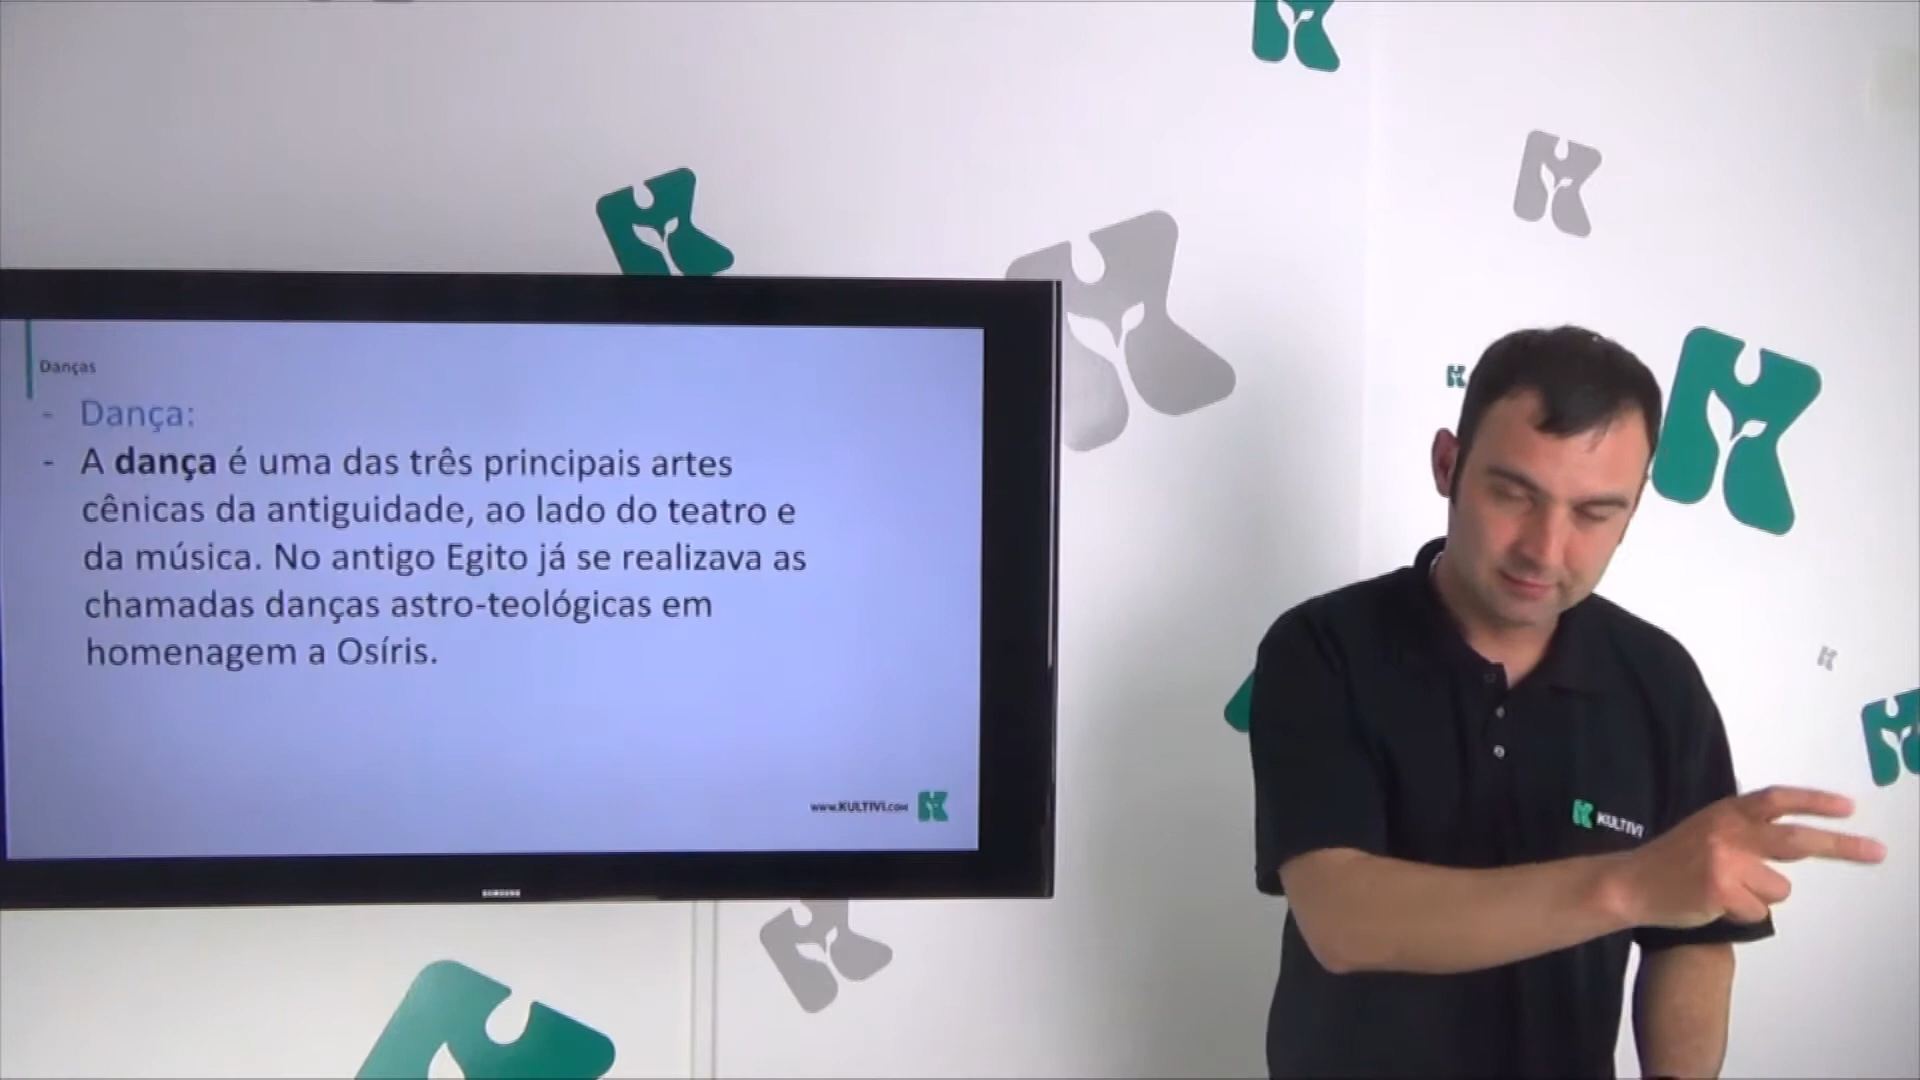 Danças
- Dança:
- A dança é uma das três principais artes
cênicas da antiguidade, ao lado do teatro e
da música. No antigo Egito já se realizava as
chamadas danças astro-teológicas em
homenagem a Osíris.
www.KULTIVI.COM
SAMSUNG
KULTIVI